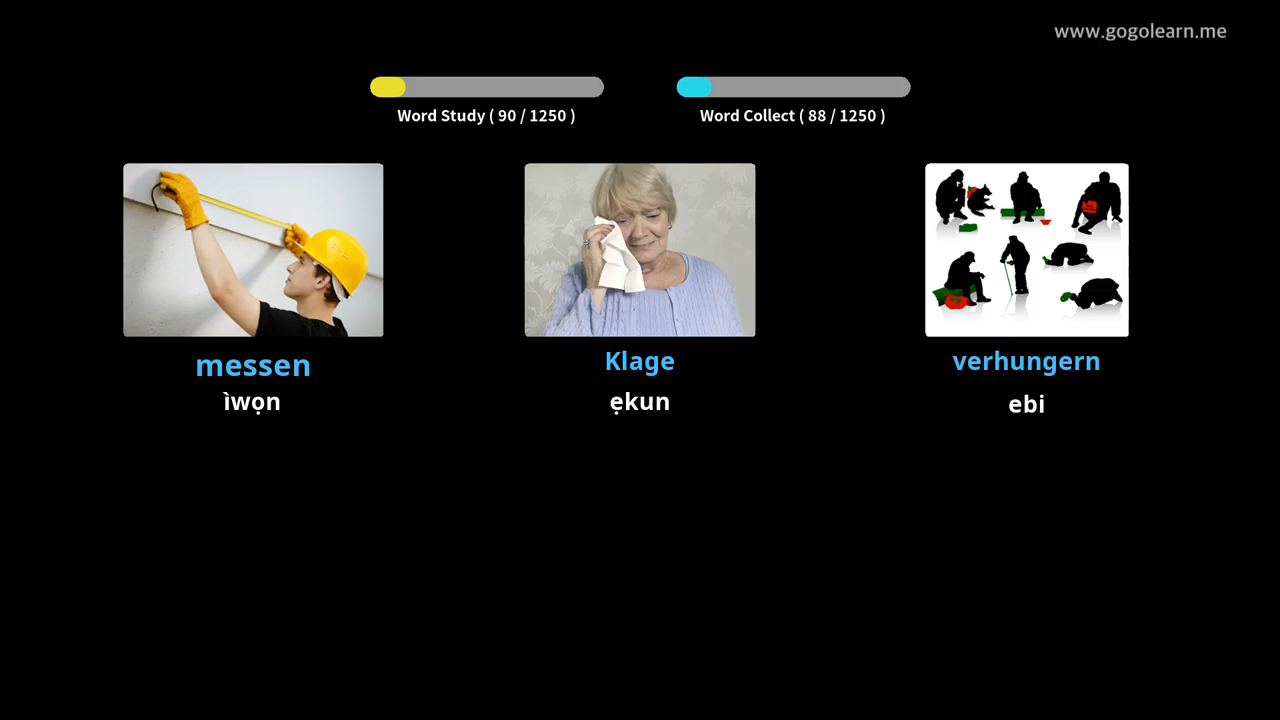 www.gogolearn.me
Word Study ( 90 / 1250 )
Word Collect ( 88 / 1250 )
messen
ìwọn
Klage
ẹkun
verhungern
ebi